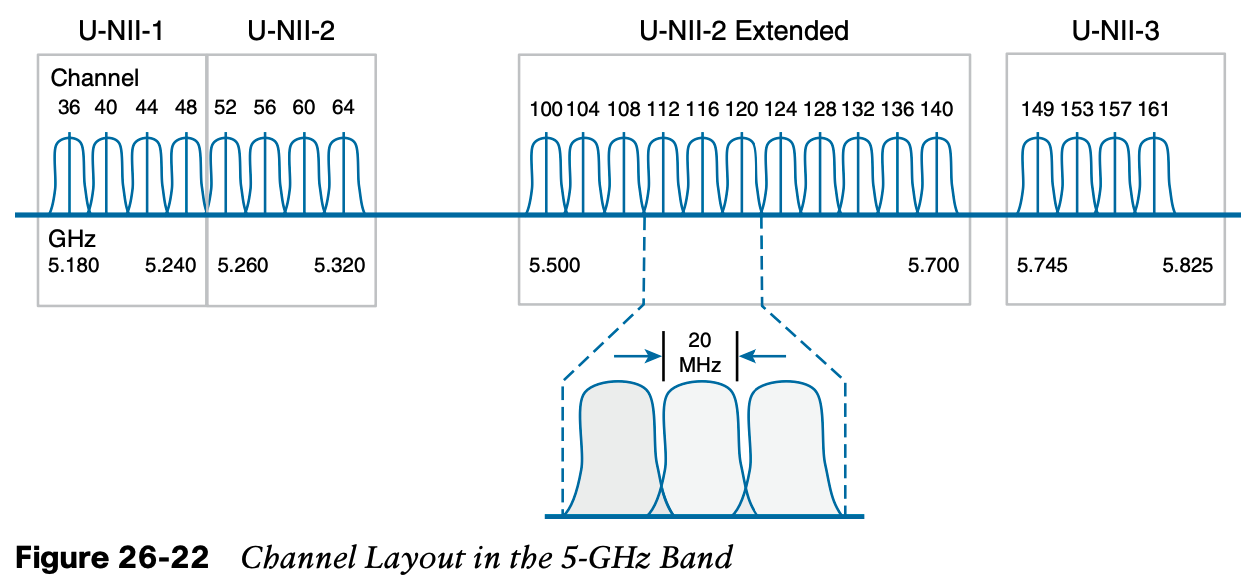 U-NII-1 U-NII-2 U-NII-2 Extended U-NII-3
Channel
36 40 44 48 52 56 60 64 100 104 108 112 116 120 124 128 132 136 140 149 153 157 161
GHz
5.180 5.240 5.260 5.320 5.500 5.700 5.745 5.825
20
MHz
Figure 26-22 Channel Layout in the 5-GHz Band